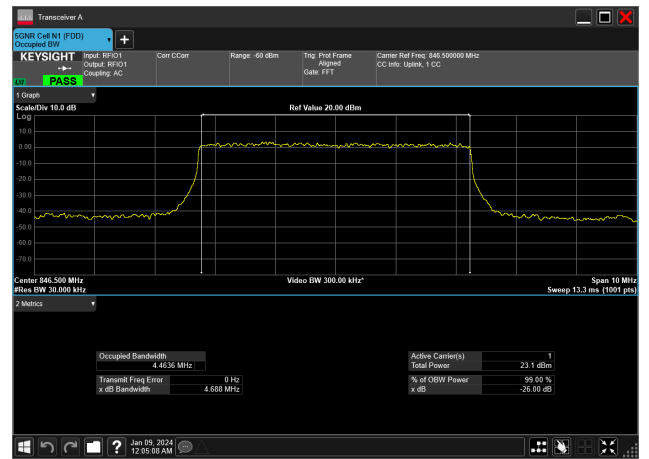 Transceiver A
5GNR Cell N1 (FDD)
Occupied BW
KEYSIGHT
Input: RFIO1
Output: RFIO1
Coupling: AC
Corr CCorr
Range: -60 dBm
Trig: Prot Frame
Aligned
Gate: FFT
Carrier Ref Freq: 846.500000 MHz
CC Info: Uplink, 1 CC
LW
PASS
1 Graph
Scale/Div 10.0 dB
Ref Value 20.00 dBm
Log
10.0
0.00
-10.0
-20.0
-30.0
-40.0
-50.0
-60.0
-70.0
Center 846.500 MHz
Video BW 300.00 kHz*
Span 10 MHz
#Res BW 30.000 kHz
Sweep 13.3 ms (1001 pts)
2 Metrics
Occupied Bandwidth
4.4636 MHz
Active Carrier(s) 1
Total Power 23.1 dBm
Transmit Freq Error 0 Hz
x dB Bandwidth 4.688 MHz
% of OBW Power 99.00 %
x dB -26.00 dB
Jan 09, 2024
12:05:08 AM